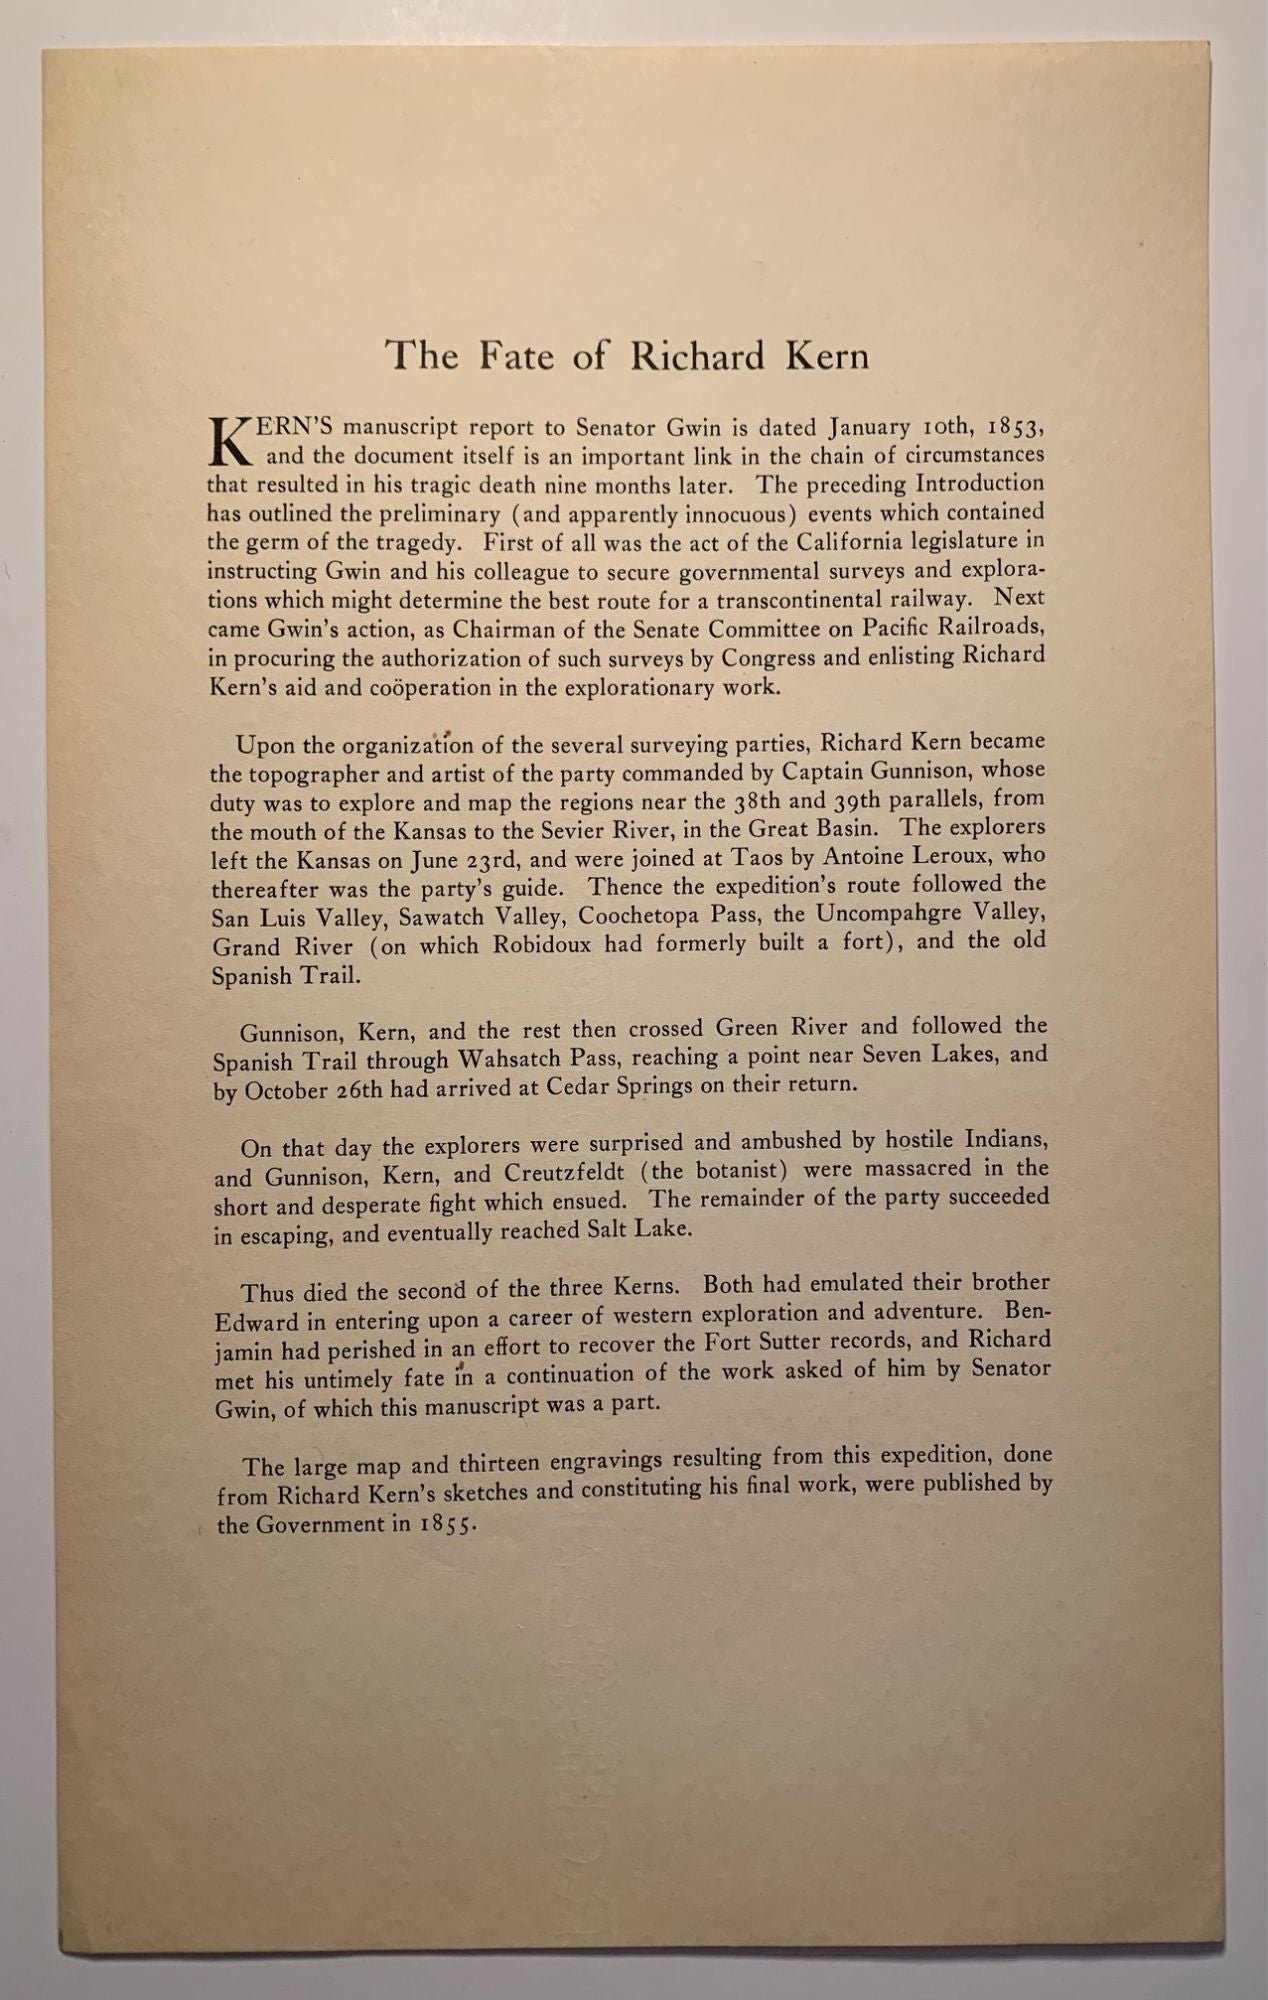 The Fate of Richard Kern
KERN'S manuscript report to Senator Gwin is dated January 10th, 1853,
and the document itself is an important link in the chain of circumstances
that resulted in his tragic death nine months later. The preceding Introduction
has outlined the preliminary (and apparently innocuous) events which contained
the germ of the tragedy. First of all was the act of the California legislature in
instructing Gwin and his colleague to secure governmental surveys and explora-
tions which might determine the best route for a transcontinental railway. Next
came Gwin's action, as Chairman of the Senate Committee on Pacific Railroads,
in procuring the authorization of such surveys by Congress and enlisting Richard
Kern's aid and coöperation in the explorationary work.
Upon the organization of the several surveying parties, Richard Kern became
the topographer and artist of the party commanded by Captain Gunnison, whose
duty was to explore and map the regions near the 38th and 39th parallels, from
the mouth of the Kansas to the Sevier River, in the Great Basin. The explorers
left the Kansas on June 23rd, and were joined at Taos by Antoine Leroux, who
thereafter was the party's guide. Thence the expedition's route followed the
San Luis Valley, Sawatch Valley, Coochetopa Pass, the Uncompahgre Valley,
Grand River (on which Robidoux had formerly built a fort), and the old
Spanish Trail.
Gunnison, Kern, and the rest then crossed Green River and followed the
Spanish Trail through Wahsatch Pass, reaching a point near Seven Lakes, and
by October 26th had arrived at Cedar Springs on their return.
On that day the explorers were surprised and ambushed by hostile Indians,
and Gunnison, Kern, and Creutzfeldt (the botanist) were massacred in the
short and desperate fight which ensued. The remainder of the party succeeded
in escaping, and eventually reached Salt Lake.
Thus died the second of the three Kerns. Both had emulated their brother
Edward in entering upon a career of western exploration and adventure. Ben-
jamin had perished in an effort to recover the Fort Sutter records, and Richard
met his untimely fate in a continuation of the work asked of him by Senator
Gwin, of which this manuscript was a part.
The large map and thirteen engravings resulting from this expedition, done
from Richard Kern's sketches and constituting his final work, were published by
the Government in 1855.